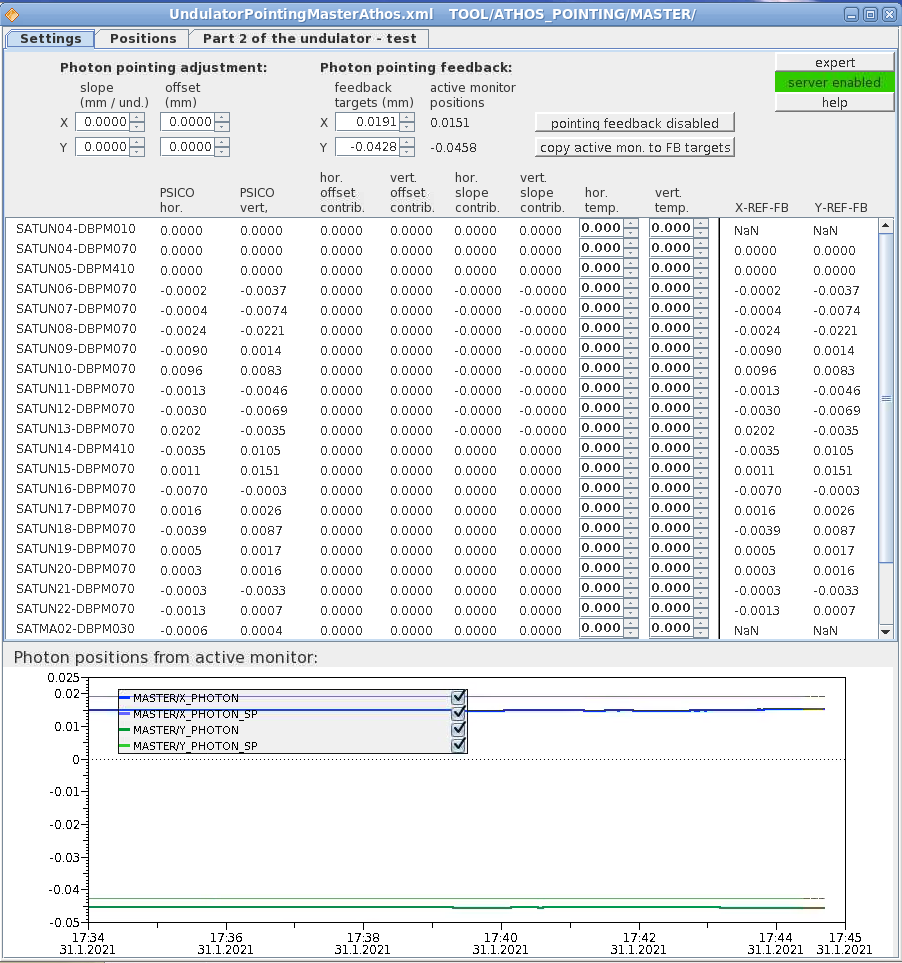 UndulatorPointingMasterAthos.xml TOOL/ATHOS_POINTING/MASTER/
Settings Positions Part 2 of the undulator - test
Photon pointing adjustment: Photon pointing feedback: expert
slope offset feedback active monitor server enabled
(mm / und.) (mm) targets (mm) positions help
X 0.0000 0.0000 X 0.0191 0.0151 pointing feedback disabled
Y 0.0000 0.0000 Y -0.0428 -0.0458 copy active mon. to FB targets
hor. vert. hor. vert.
PSICO PSICO offset offset slope slope hor. vert.
hor. vert, contrib. contrib. contrib. contrib. temp. temp. X-REF-FB Y-REF-FB
SATUN04-DBPM010 0.0000 0.0000 0.0000 0.0000 0.0000 0.0000 0.000 0.000 NaN NaN
SATUN04-DBPM070 0.0000 0.0000 0.0000 0.0000 0.0000 0.0000 0.000 0.000 0.0000 0.0000
SATUN05-DBPM410 0.0000 0.0000 0.0000 0.0000 0.0000 0.0000 0.000 0.000 0.0000 0.0000
SATUN06-DBPM070 -0.0002 -0.0037 0.0000 0.0000 -0.0000 -0.0000 0.000 0.000 -0.0002 -0.0037
SATUN07-DBPM070 -0.0004 -0.0074 0.0000 0.0000 -0.0000 -0.0000 0.000 0.000 -0.0004 -0.0074
SATUN08-DBPM070 -0.0024 -0.0221 0.0000 0.0000 -0.0000 -0.0000 0.000 0.000 -0.0024 -0.0221
SATUN09-DBPM070 -0.0090 0.0014 0.0000 0.0000 -0.0000 -0.0000 0.000 0.000 -0.0090 0.0014
SATUN10-DBPM070 0.0096 0.0083 0.0000 0.0000 -0.0000 -0.0000 0.000 0.000 0.0096 0.0083
SATUN11-DBPM070 -0.0013 -0.0046 0.0000 0.0000 -0.0000 -0.0000 0.000 0.000 -0.0013 -0.0046
SATUN12-DBPM070 -0.0030 -0.0069 0.0000 0.0000 -0.0000 -0.0000 0.000 0.000 -0.0030 -0.0069
SATUN13-DBPM070 0.0202 -0.0035 0.0000 0.0000 -0.0000 -0.0000 0.000 0.000 0.0202 -0.0035
SATUN14-DBPM410 -0.0035 0.0105 0.0000 0.0000 0.0000 0.0000 0.000 0.000 -0.0035 0.0105
SATUN15-DBPM070 0.0011 0.0151 0.0000 0.0000 0.0000 0.0000 0.000 0.000 0.0011 0.0151
SATUN16-DBPM070 -0.0070 -0.0003 0.0000 0.0000 0.0000 0.0000 0.000 0.000 -0.0070 -0.0003
SATUN17-DBPM070 0.0016 0.0026 0.0000 0.0000 0.0000 0.0000 0.000 0.000 0.0016 0.0026
SATUN18-DBPM070 -0.0039 0.0087 0.0000 0.0000 0.0000 0.0000 0.000 0.000 -0.0039 0.0087
SATUN19-DBPM070 0.0005 0.0017 0.0000 0.0000 0.0000 0.0000 0.000 0.000 0.0005 0.0017
SATUN20-DBPM070 0.0003 0.0016 0.0000 0.0000 0.0000 0.0000 0.000 0.000 0.0003 0.0016
SATUN21-DBPM070 -0.0003 -0.0033 0.0000 0.0000 0.0000 0.0000 0.000 0.000 -0.0003 -0.0033
SATUN22-DBPM070 -0.0013 0.0007 0.0000 0.0000 0.0000 0.0000 0.000 0.000 -0.0013 0.0007
SATMA02-DBPM030 -0.0006 0.0004 0.0000 0.0000 0.0000 0.0000 0.000 0.000 NaN NaN
Photon positions from active monitor:
0.025
0.02
0.01
0
-0.01
-0.02
-0.03
-0.04
-0.05
MASTER/X_PHOTON
MASTER/X_PHOTON_SP
MASTER/Y_PHOTON
MASTER/Y_PHOTON_SP
17:34 17:36 17:38 17:40 17:42 17:44 17:45
31.1.2021 31.1.2021 31.1.2021 31.1.2021 31.1.2021 31.1.2021 31.1.2021